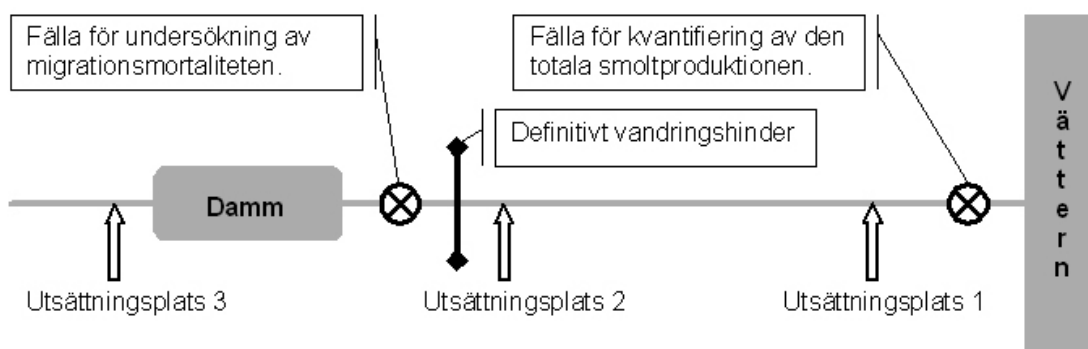 Fälla för undersökning av
migrationsmortaliteten.
Fälla för kvantifiering av den
totala smoltproduktionen.
Definitivt vandringshinder
Vättern
Damm
Utsättningsplats 3
Utsättningsplats 2
Utsättningsplats 1